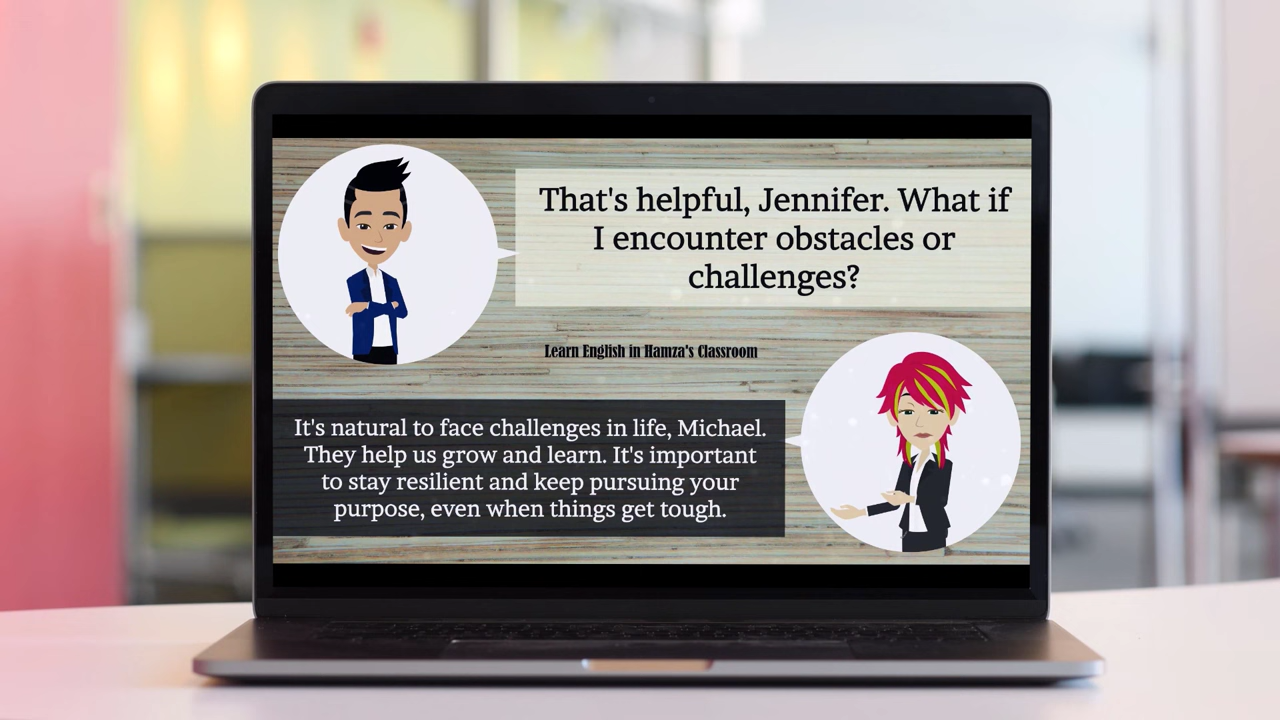 That's helpful, Jennifer. What if
I encounter obstacles or
challenges?
Learn English in Hamza's Classroom
It's natural to face challenges in life, Michael.
They help us grow and learn. It's important
to stay resilient and keep pursuing your
purpose, even when things get tough.